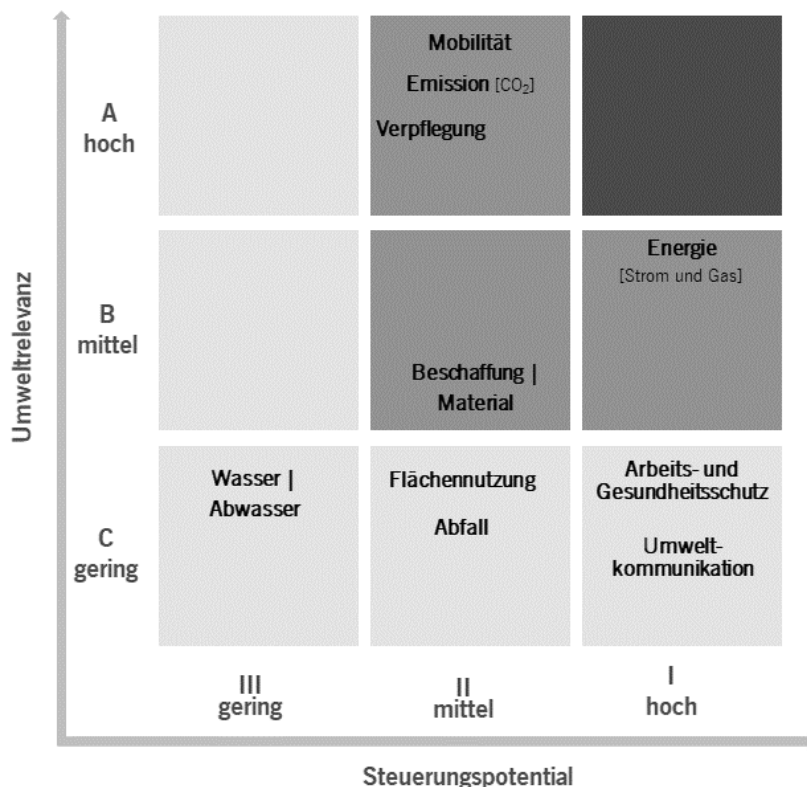 Umweltrelevanz
A
hoch
Mobilität
Emission [CO₂]
Verpflegung
B
mittel
Beschaffung |
Material
Energie
[Strom und Gas]
C
gering
Wasser |
Abwasser
Flächennutzung
Abfall
Arbeits- und
Gesundheitsschutz
Umwelt-
kommunikation
III
gering
II
mittel
I
hoch
Steuerungspotential